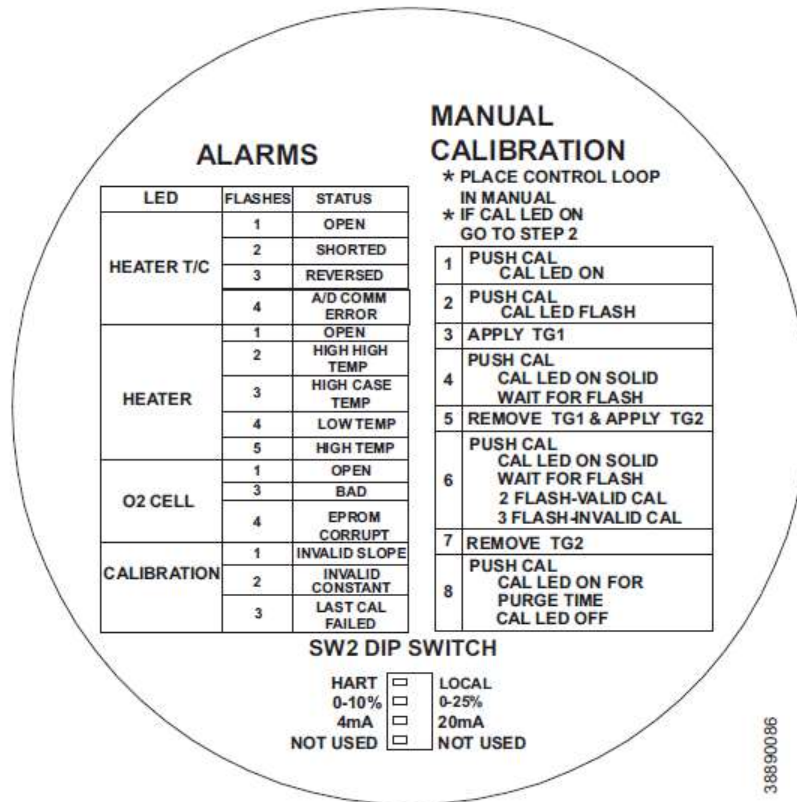 ALARMS
LED FLASHES STATUS
HEATER T/C
1 OPEN
2 SHORTED
3 REVERSED
4 A/D COMM
ERROR
HEATER
1 OPEN
2 HIGH HIGH
TEMP
3 HIGH CASE
TEMP
4 LOW TEMP
5 HIGH TEMP
O2 CELL
1 OPEN
3 BAD
4 EPROM
CORRUPT
CALIBRATION
1 INVALID SLOPE
2 INVALID
CONSTANT
3 LAST CAL
FAILED
MANUAL
CALIBRATION
* PLACE CONTROL LOOP
IN MANUAL
* IF CAL LED ON
GO TO STEP 2
1 PUSH CAL
CAL LED ON
2 PUSH CAL
CAL LED FLASH
3 APPLY TG1
4 PUSH CAL
CAL LED ON SOLID
WAIT FOR FLASH
5 REMOVE TG1 & APPLY TG2
6 PUSH CAL
CAL LED ON SOLID
WAIT FOR FLASH
2 FLASH-VALID CAL
3 FLASH-INVALID CAL
7 REMOVE TG2
8 PUSH CAL
CAL LED ON FOR
PURGE TIME
CAL LED OFF
SW2 DIP SWITCH
HART LOCAL
0-10% 0-25%
4mA 20mA
NOT USED NOT USED
38890086